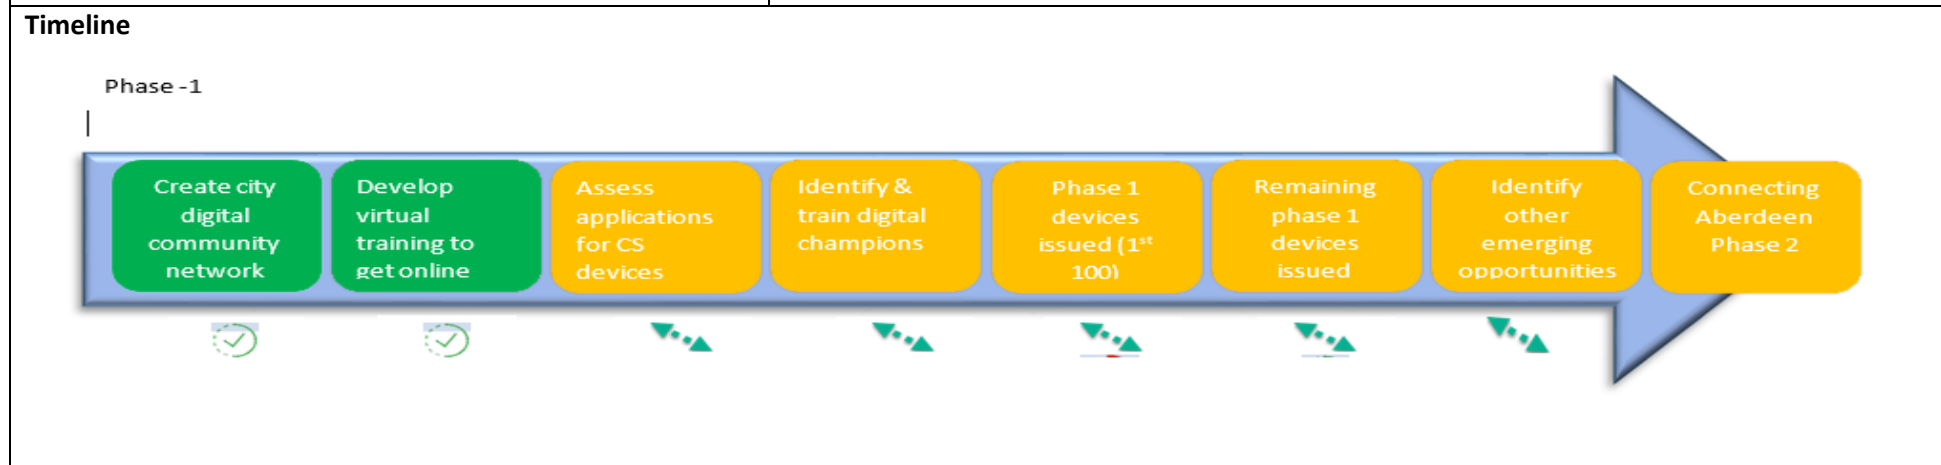 Timeline
Phase -1
Create city
digital
community
network
Develop
virtual
training to
get online
Assess
applications
for CS
devices
Identify &
train digital
champions
Phase 1
devices
issued (1st
100)
Remaining
phase 1
devices
issued
Identify
other
emerging
opportunities
Connecting
Aberdeen
Phase 2